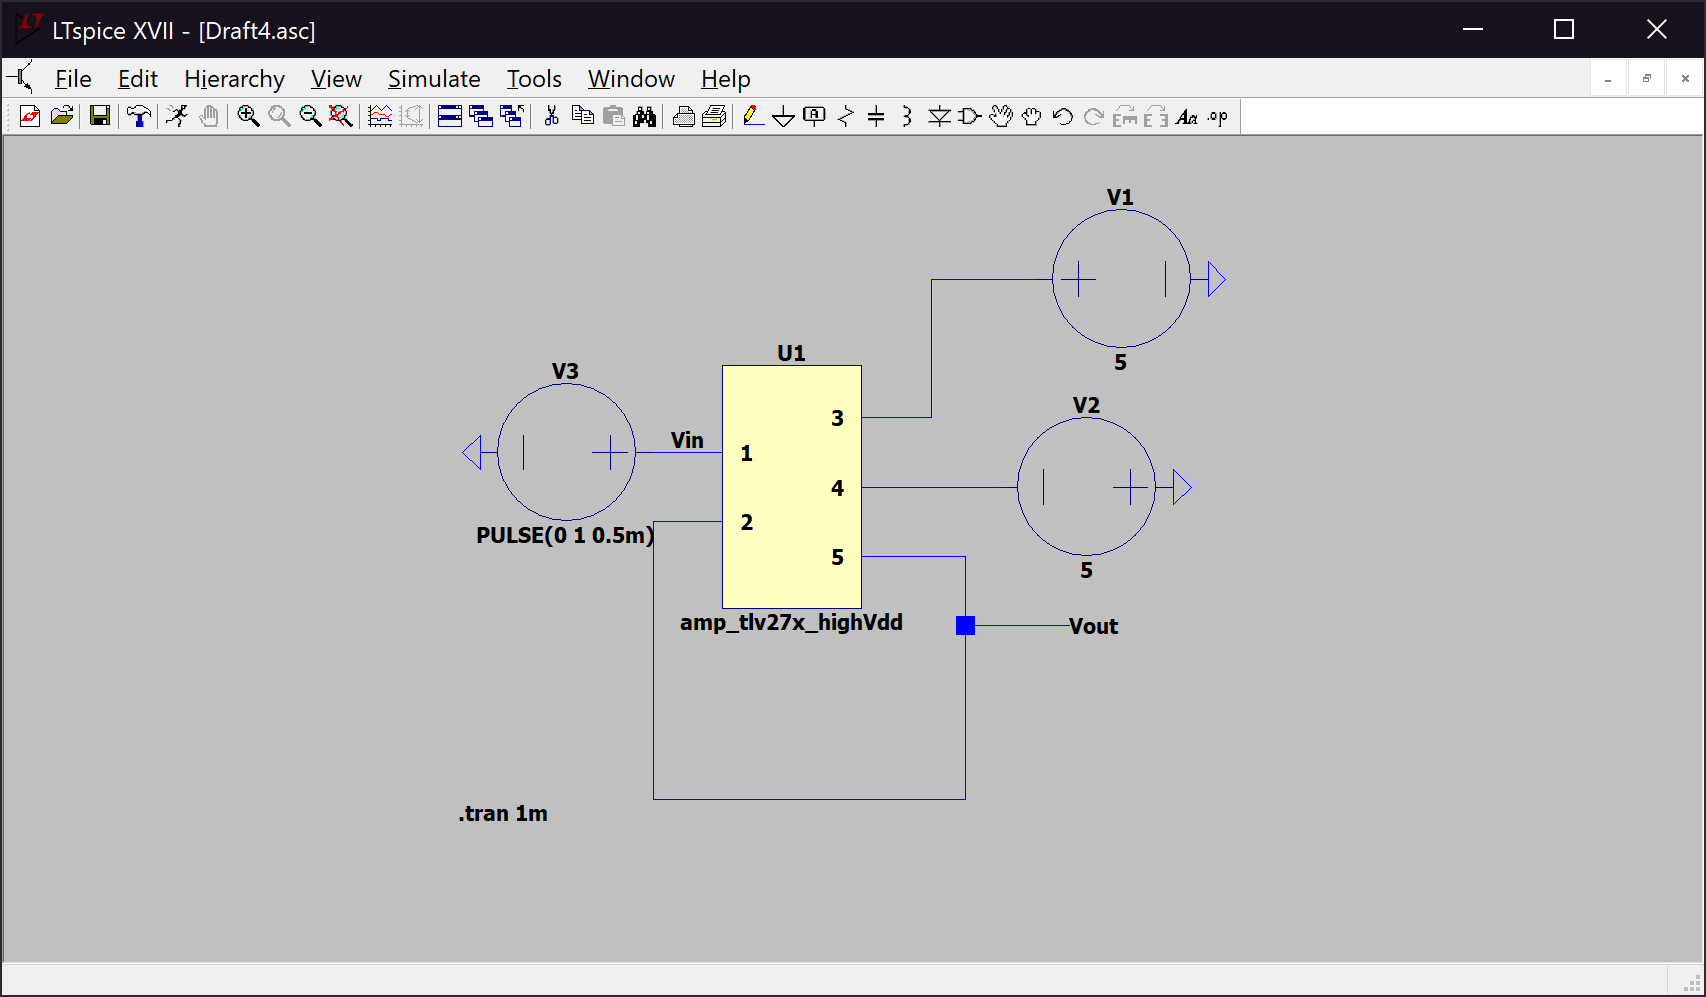 LTspice XVII - [Draft4.asc]
File Edit Hierarchy View Simulate Tools Window Help
Aa .op
V1
5
U1
V3
V2
3
Vin
1
4
2
PULSE(0 1 0.5m)
5
5
amp_tlv27x_highVdd
Vout
.tran 1m